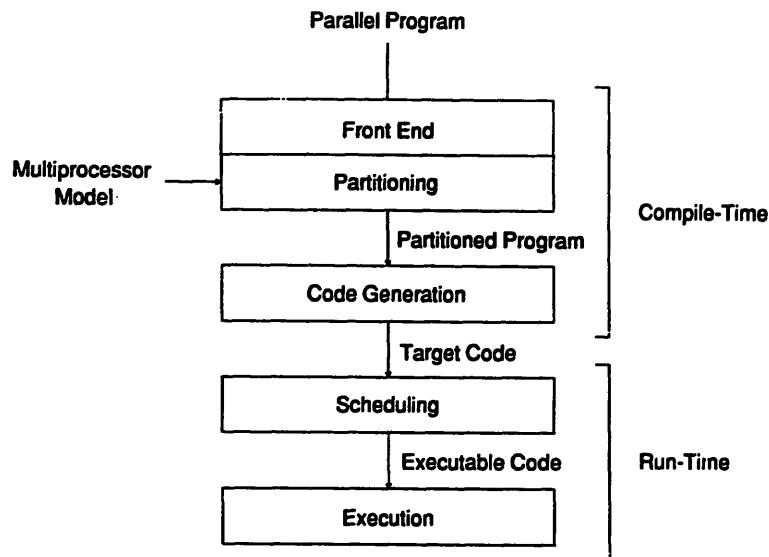 Parallel Program
Front End
Multiprocessor
Model
Partitioning
Compile-Time
Partitioned Program
Code Generation
Target Code
Scheduling
Executable Code
Run-Time
Execution